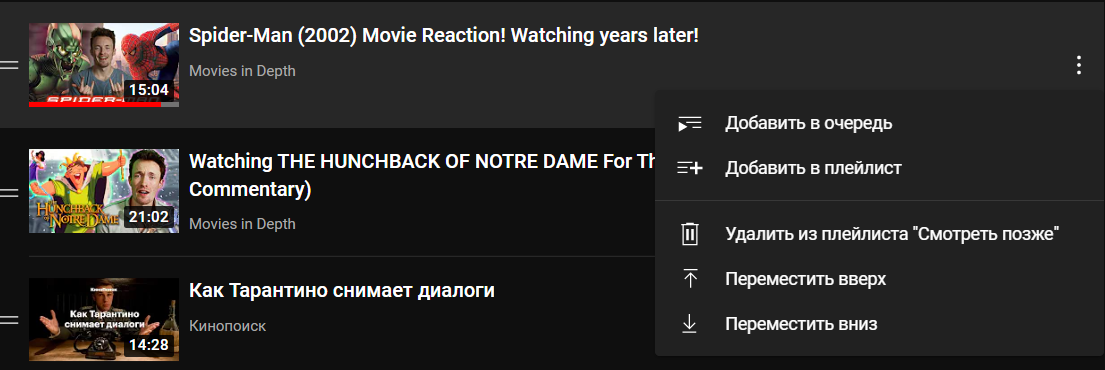 Spider-Man (2002) Movie Reaction! Watching years later!
Movies in Depth
SPIDER-MAN
15:04
Добавить в очередь
Добавить в плейлист
Watching THE HUNCHBACK OF NOTRE DAME For Th
Commentary)
Movies in Depth
THE HUNCHBACK
OF NOTRE DAME
21:02
Удалить из плейлиста "Смотреть позже"
Переместить вверх
Переместить вниз
Как Тарантино снимает диалоги
Кинопоиск
Кинопоиск
Как Тарантино
снимает диалоги
14:28